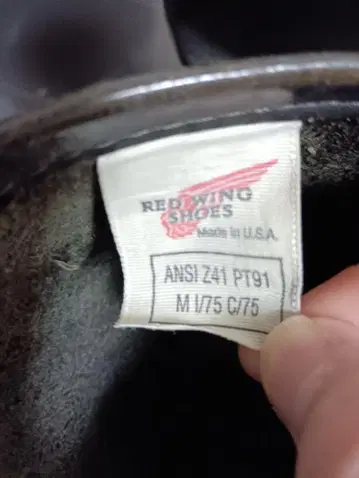 RED WING
SHOES
Made in U.S.A.
ANSI Z41 PT91
M I/75 C/75